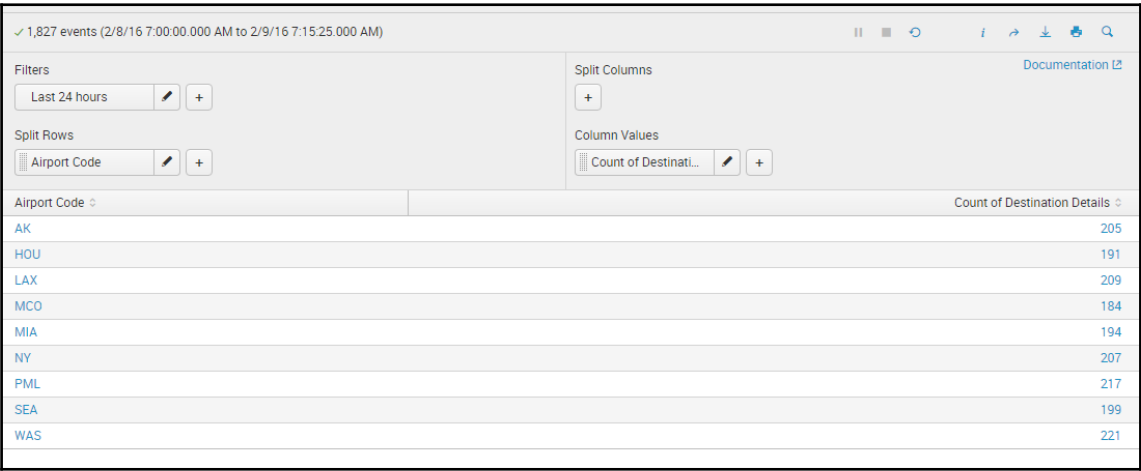 ✓ 1,827 events (2/8/16 7:00:00.000 AM to 2/9/16 7:15:25.000 AM)
Documentation
Filters
Last 24 hours
+
Split Columns
+
Split Rows
Airport Code
+
Column Values
Count of Destinati...
+
Airport Code Count of Destination Details
AK 205
HOU 191
LAX 209
MCO 184
MIA 194
NY 207
PML 217
SEA 199
WAS 221